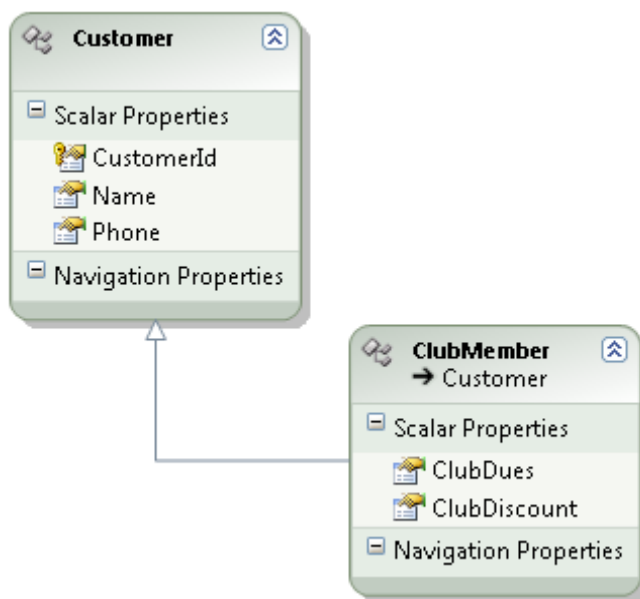 Customer
Scalar Properties
CustomerId
Name
Phone
Navigation Properties
ClubMember
→ Customer
Scalar Properties
ClubDues
ClubDiscount
Navigation Properties